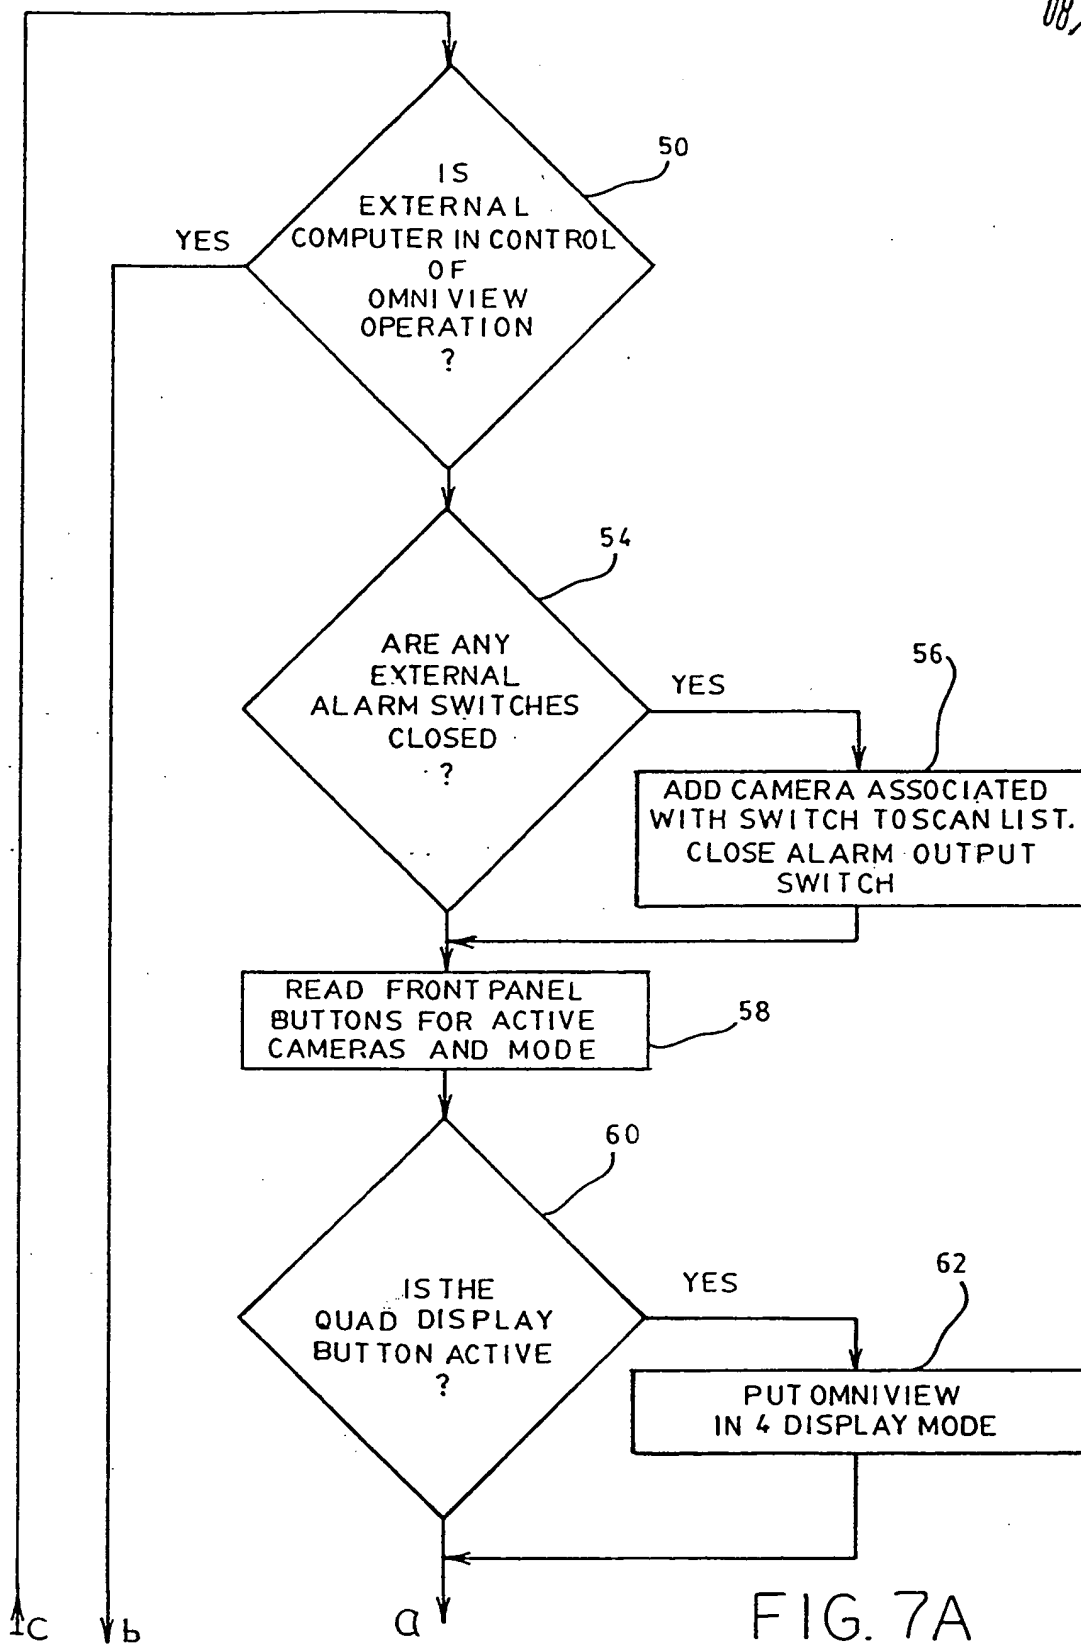 08,
50
IS
EXTERNAL
COMPUTER IN CONTROL
OF
OMNIVIEW
OPERATION
?
YES
54
ARE ANY
EXTERNAL
ALARM SWITCHES
CLOSED
?
YES
56
ADD CAMERA ASSOCIATED
WITH SWITCH TO SCAN LIST.
CLOSE ALARM OUTPUT
SWITCH
READ FRONT PANEL
BUTTONS FOR ACTIVE
CAMERAS AND MODE
58
60
IS THE
QUAD DISPLAY
BUTTON ACTIVE
?
YES
62
PUT OMNIVIEW
IN 4 DISPLAY MODE
C
b
a
FIG. 7A